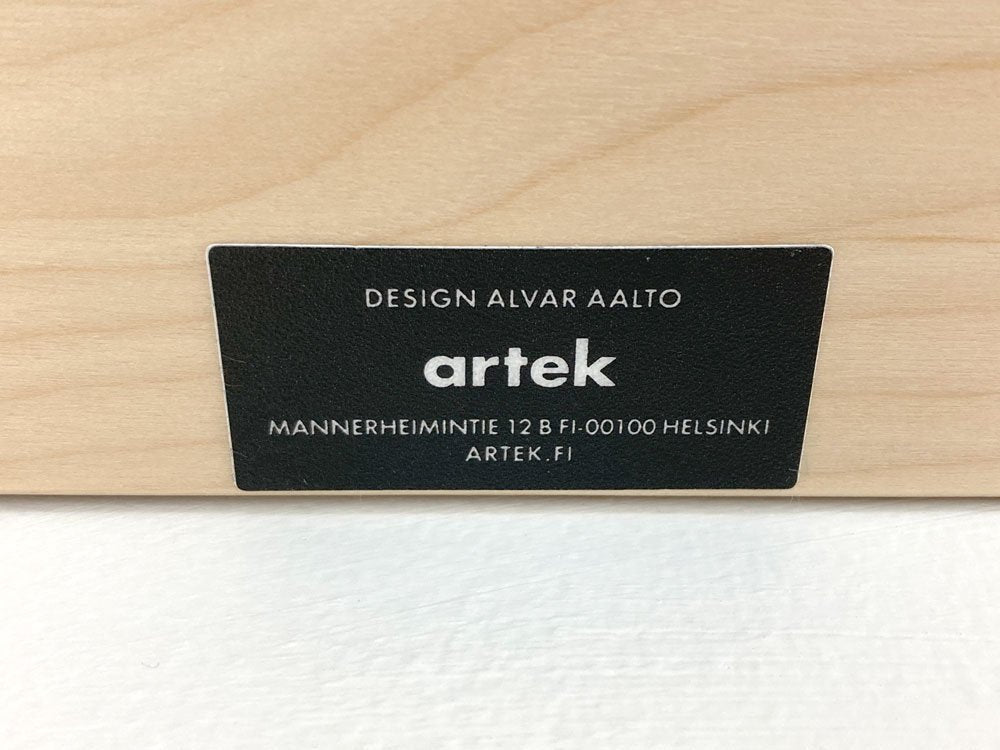 DESIGN ALVAR AALTO
artek
MANNERHEIMINTIE 12 B FI-00100 HELSINKI
ARTEK.FI